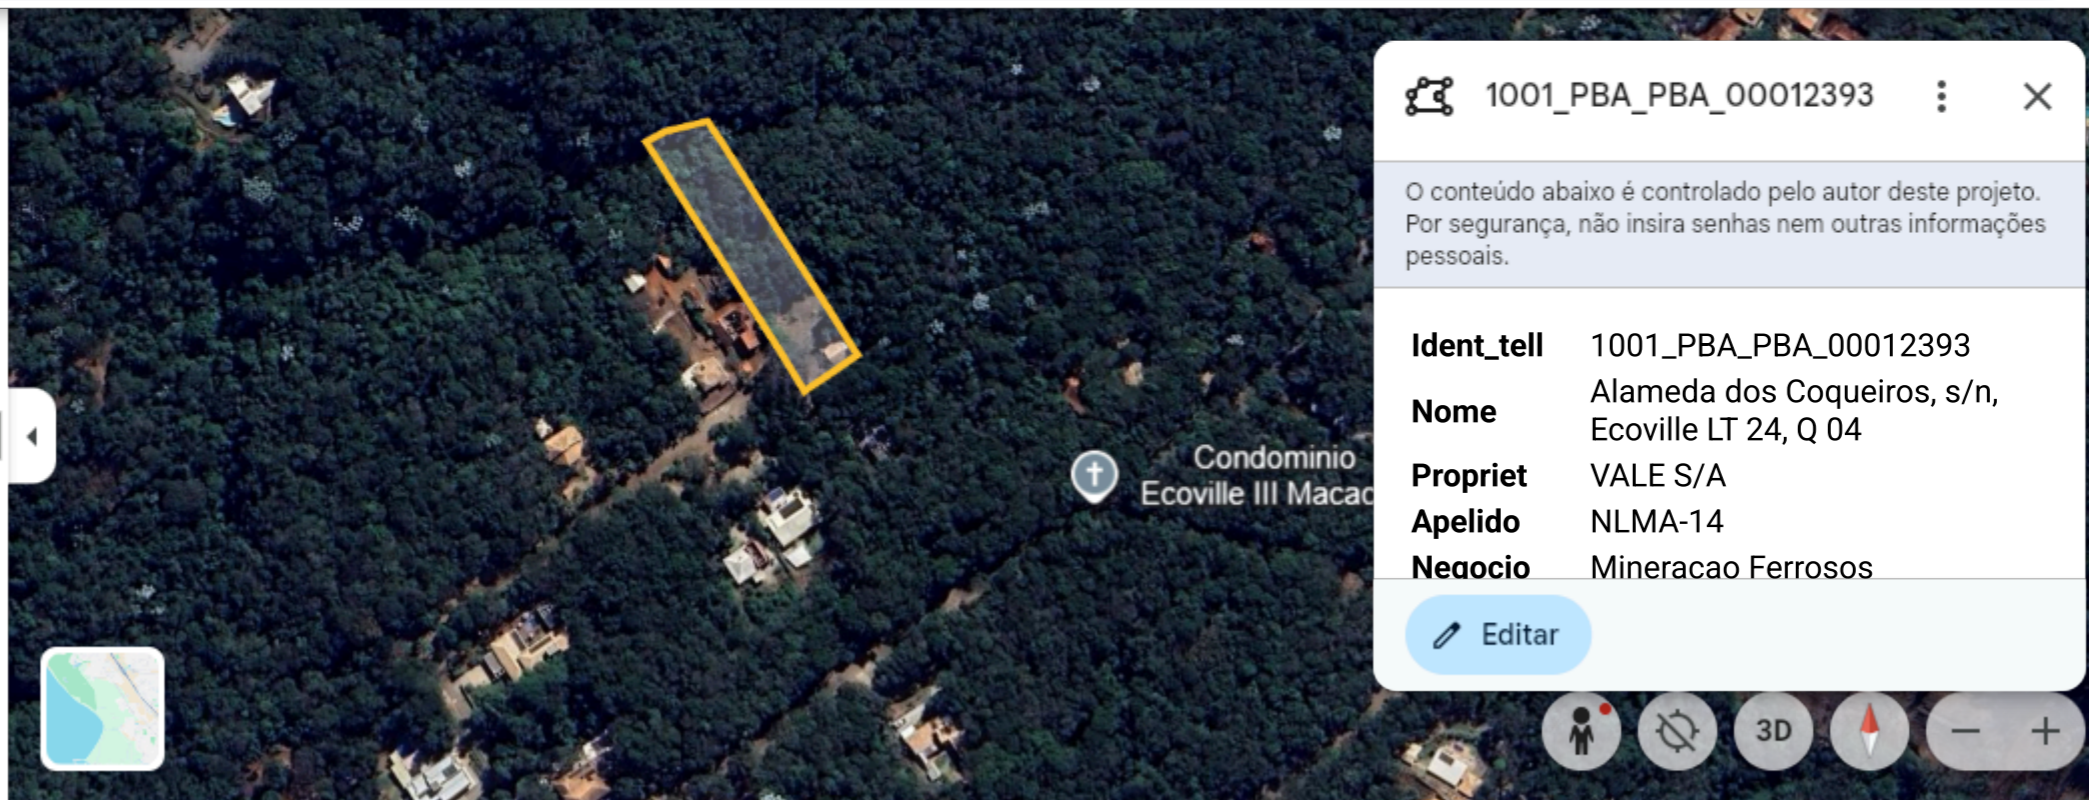 1001_PBA_PBA_00012393
O conteúdo abaixo é controlado pelo autor deste projeto.
Por segurança, não insira senhas nem outras informações
pessoais.
Ident_tell 1001_PBA_PBA_00012393
Nome Alameda dos Coqueiros, s/n,
Ecoville LT 24, Q 04
Propriet VALE S/A
Apelido NLMA-14
Negocio Mineracao Ferrosos
Editar
Condominio
Ecoville III Macac
3D